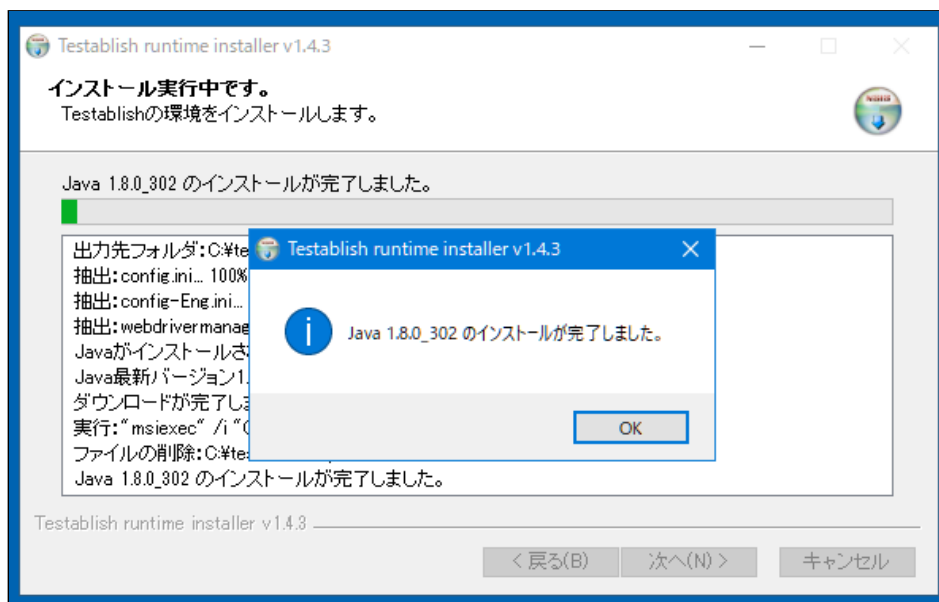 Testablish runtime installer v1.4.3
インストール実行中です。
Testablishの環境をインストールします。
Java 1.8.0_302 のインストールが完了しました。
出力先フォルダ:C:¥te
抽出:config.ini... 100%
抽出:config-Eng.ini...
抽出:webdrivermanag
Javaがインストールさ
Java最新バージョン1.
ダウンロードが完了しま
実行:"msiexec" /i "C
ファイルの削除:C:¥te
Java 1.8.0_302 のインストールが完了しました。
Testablish runtime installer v1.4.3
Java 1.8.0_302 のインストールが完了しました。
OK
Testablish runtime installer v1.4.3
< 戻る(B) 次へ(N) > キャンセル